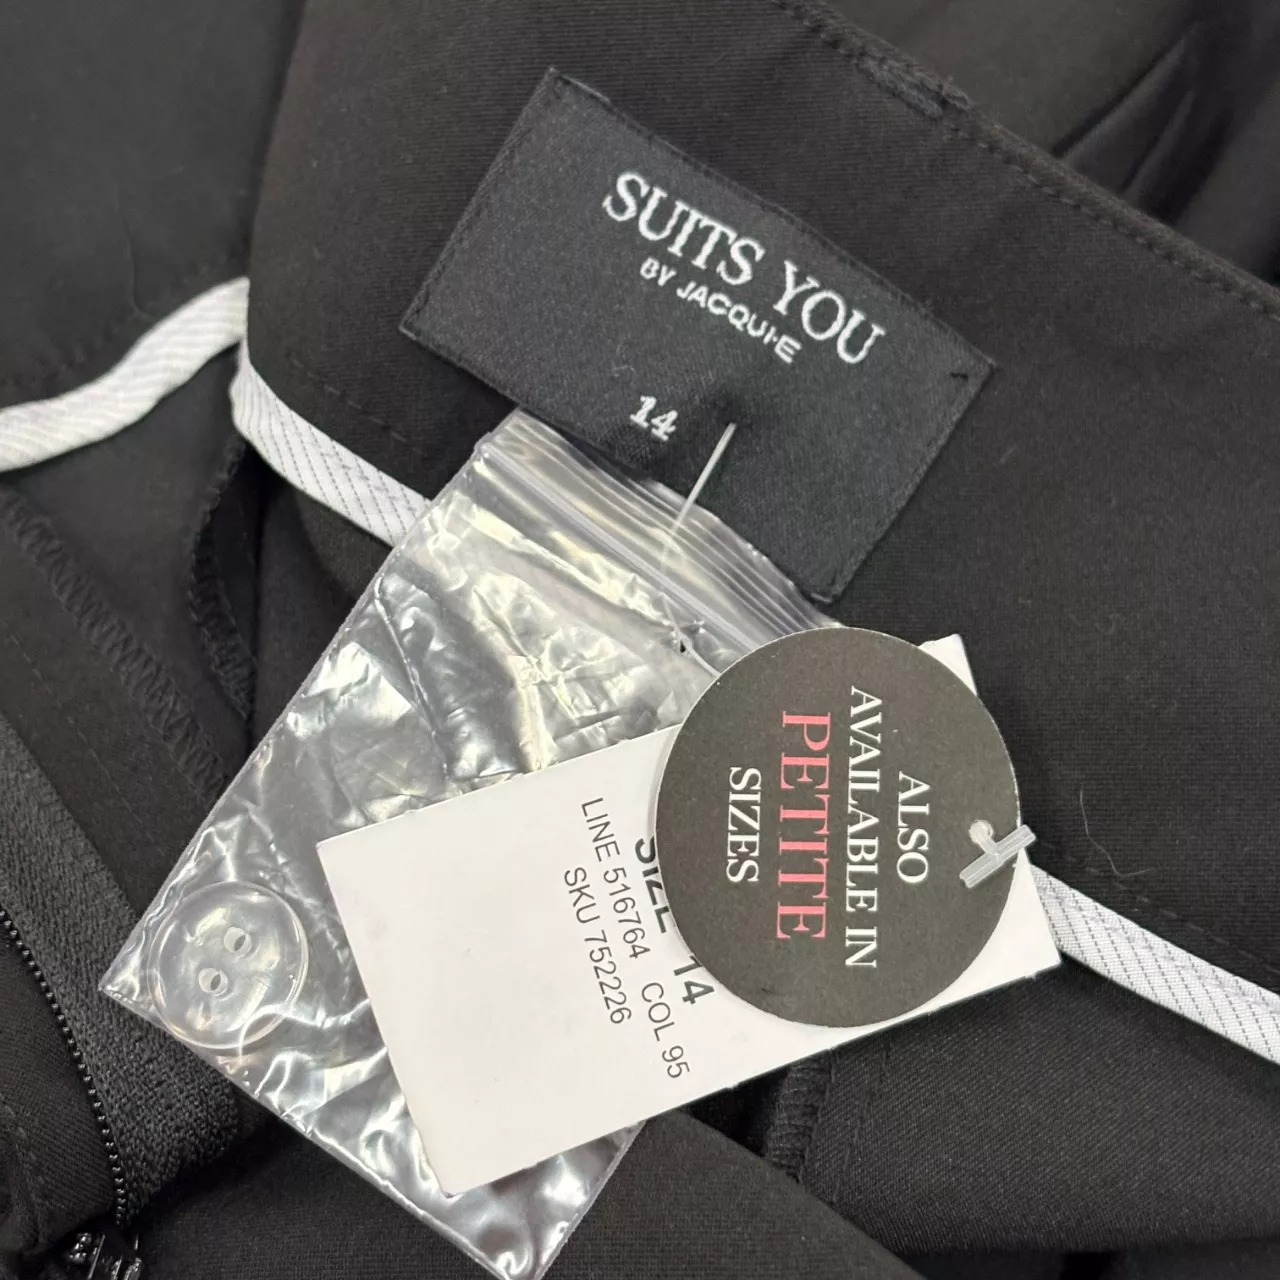 SUITS YOU
BY JACQUI·E
14
ALSO
AVAILABLE IN
PETITE
SIZES
SIZE 14
LINE 516764 COL 95
SKU 752226